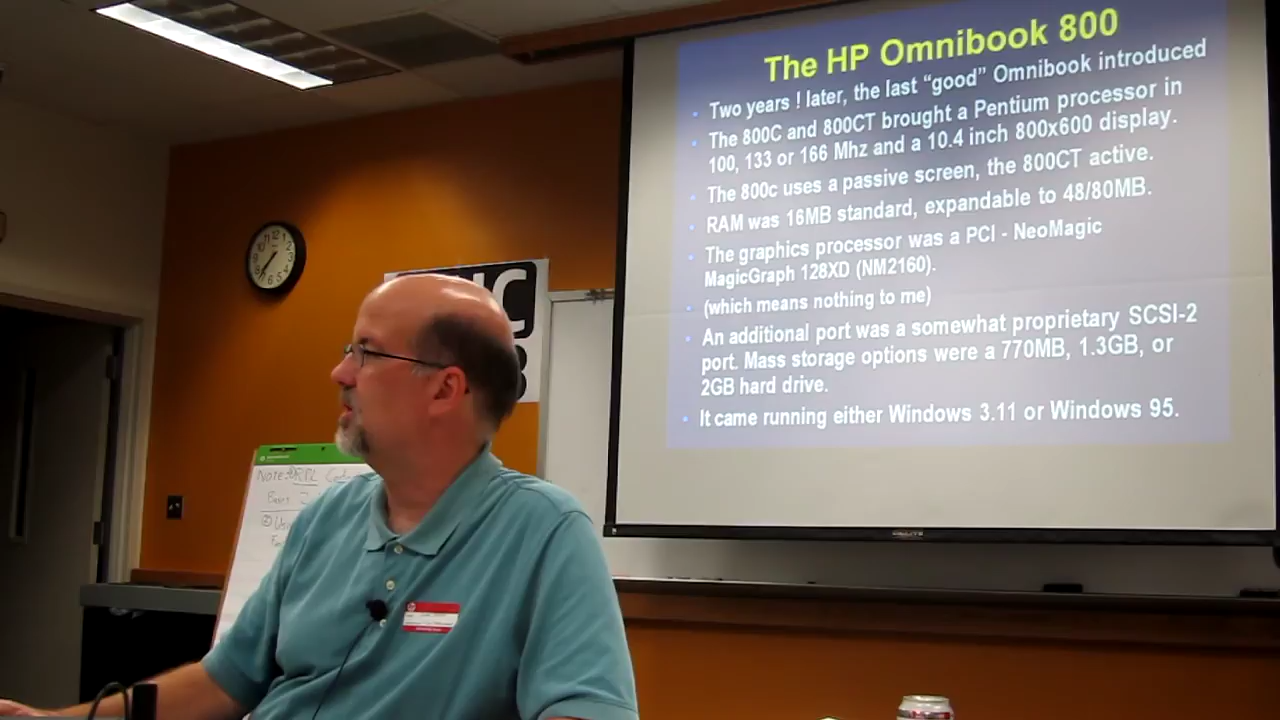 The HP Omnibook 800
Two years ! later, the last “good” Omnibook introduced
The 800C and 800CT brought a Pentium processor in
100, 133 or 166 Mhz and a 10.4 inch 800x600 display.
The 800c uses a passive screen, the 800CT active.
RAM was 16MB standard, expandable to 48/80MB.
The graphics processor was a PCI - NeoMagic
MagicGraph 128XD (NM2160).
(which means nothing to me)
An additional port was a somewhat proprietary SCSI-2
port. Mass storage options were a 770MB, 1.3GB, or
2GB hard drive.
It came running either Windows 3.11 or Windows 95.